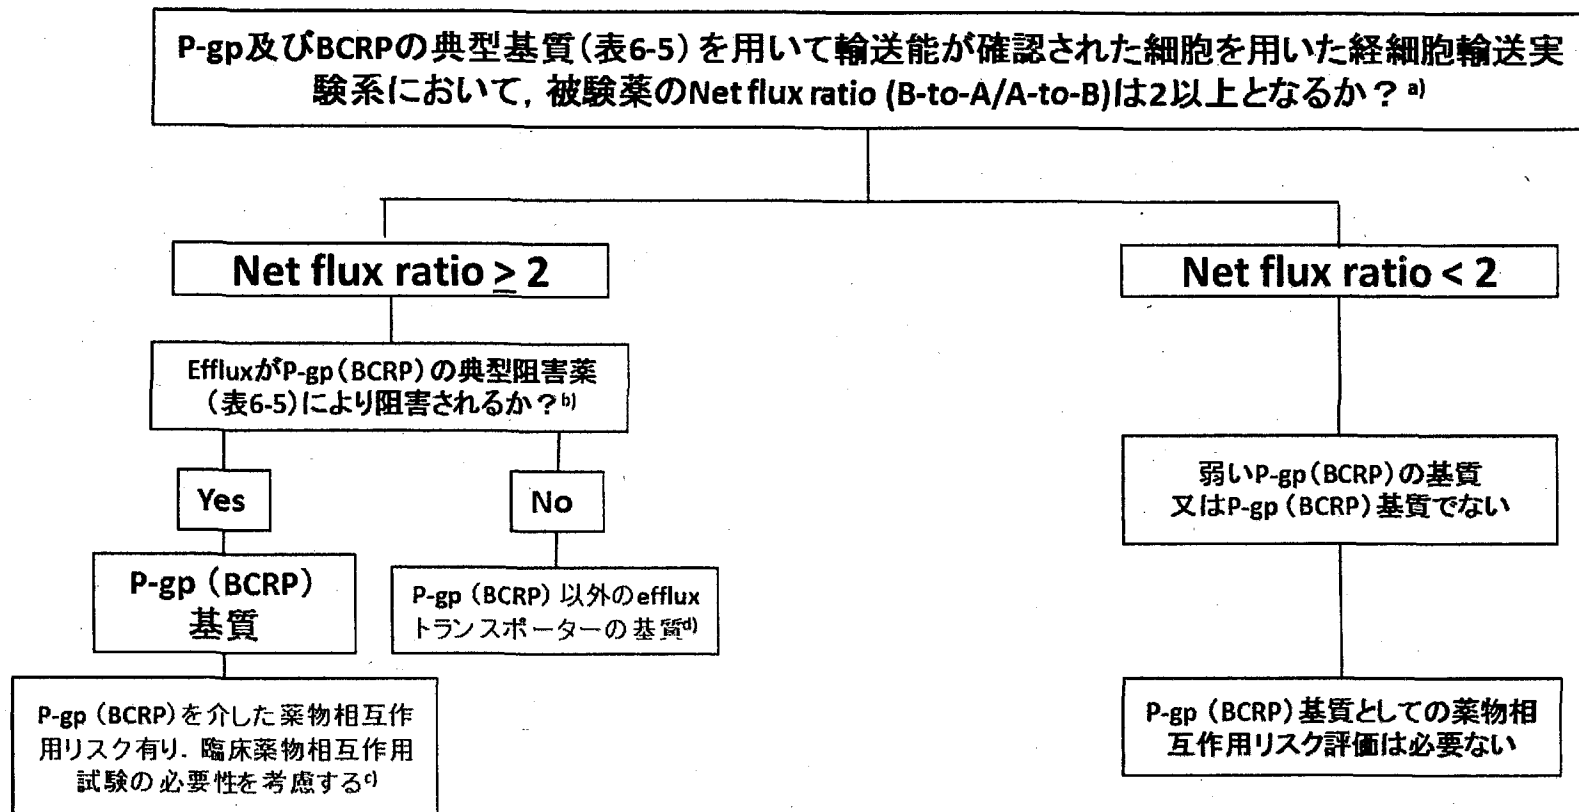 P-gp及びBCRPの典型基質(表6-5)を用いて輸送能が確認された細胞を用いた経細胞輸送実
験系において,被験薬のNet flux ratio (B-to-A/A-to-B)は2以上となるか? a)
Net flux ratio ≥ 2
Net flux ratio < 2
EffluxがP-gp(BCRP)の典型阻害薬
(表6-5)により阻害されるか? b)
Yes
No
弱いP-gp(BCRP)の基質
又はP-gp(BCRP)基質でない
P-gp(BCRP)
基質
P-gp(BCRP)以外のefflux
トランスポーターの基質d)
P-gp(BCRP)を介した薬物相互作
用リスク有り.臨床薬物相互作用
試験の必要性を考慮するc)
P-gp(BCRP)基質としての薬物相
互作用リスク評価は必要ない